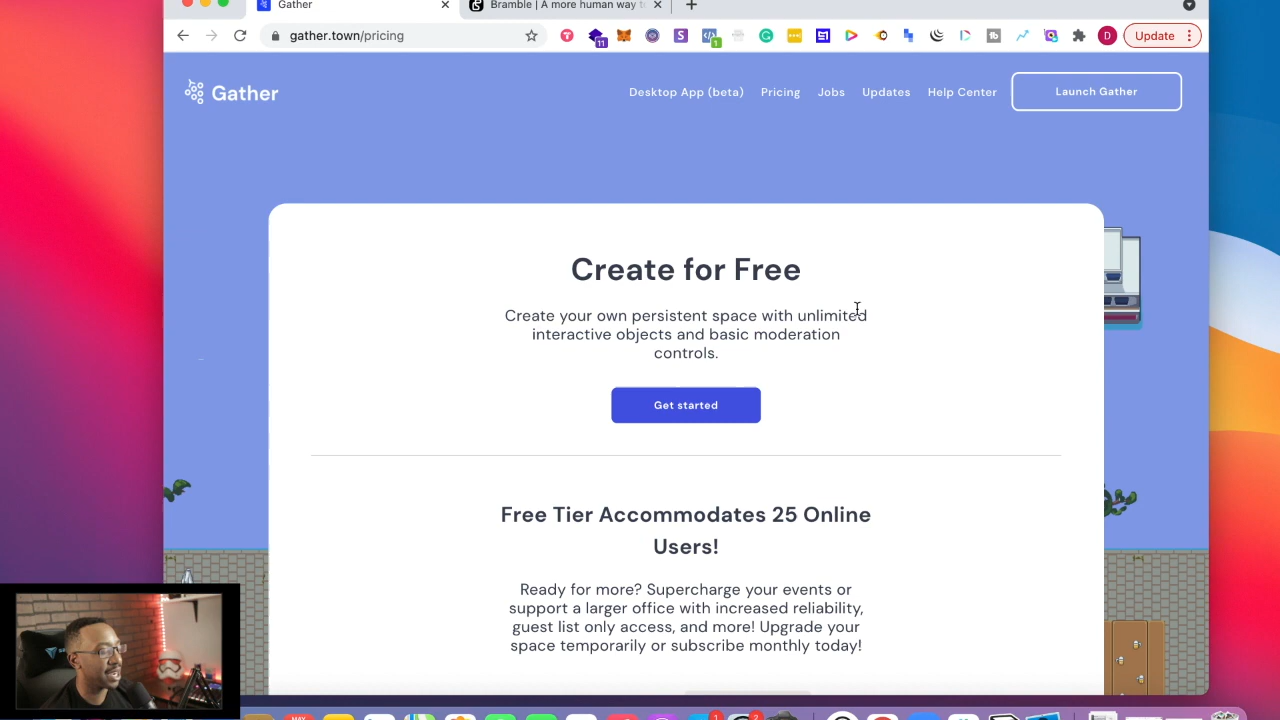 Gather
Bramble | A more human way to
gather.town/pricing
11
1
D
Update
Gather
Desktop App (beta)
Pricing
Jobs
Updates
Help Center
Launch Gather
Create for Free
Create your own persistent space with unlimited
interactive objects and basic moderation
controls.
Get started
Free Tier Accommodates 25 Online
Users!
Ready for more? Supercharge your events or
support a larger office with increased reliability,
guest list only access, and more! Upgrade your
space temporarily or subscribe monthly today!